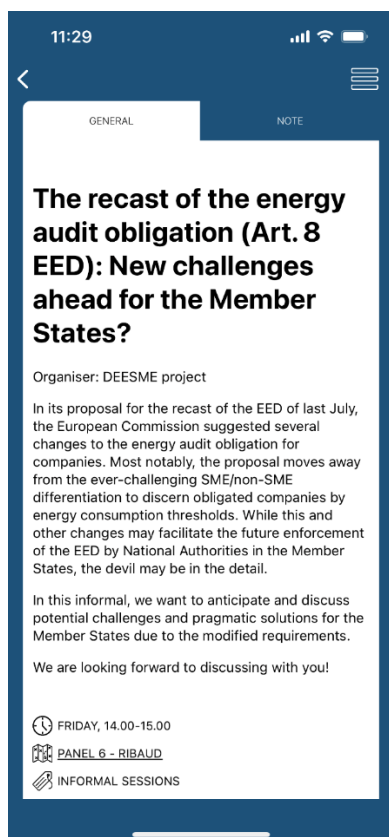 11:29
GENERAL
NOTE
The recast of the energy
audit obligation (Art. 8
EED): New challenges
ahead for the Member
States?
Organiser: DEESME project
In its proposal for the recast of the EED of last July,
the European Commission suggested several
changes to the energy audit obligation for
companies. Most notably, the proposal moves away
from the ever-challenging SME/non-SME
differentiation to discern obligated companies by
energy consumption thresholds. While this and
other changes may facilitate the future enforcement
of the EED by National Authorities in the Member
States, the devil may be in the detail.
In this informal, we want to anticipate and discuss
potential challenges and pragmatic solutions for the
Member States due to the modified requirements.
We are looking forward to discussing with you!
FRIDAY, 14.00-15.00
PANEL 6 - RIBAUD
INFORMAL SESSIONS